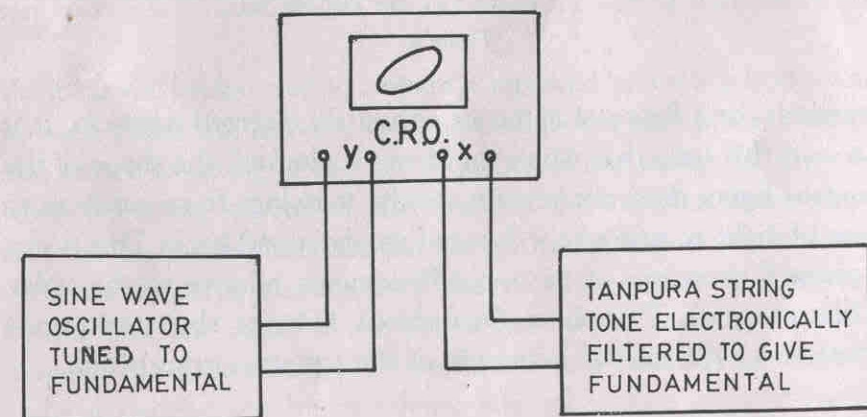 C.R.O.
y x
SINE WAVE
OSCILLATOR
TUNED TO
FUNDAMENTAL
TANPURA STRING
TONE ELECTRONICALLY
FILTERED TO GIVE
FUNDAMENTAL